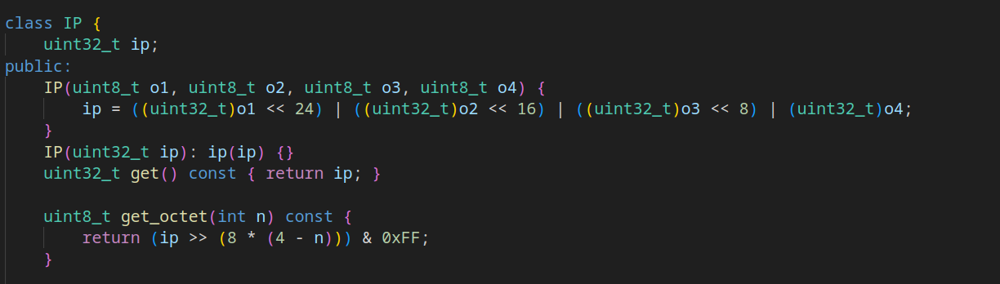 class IP {
    uint32_t ip;
public:
    IP(uint8_t o1, uint8_t o2, uint8_t o3, uint8_t o4) {
        ip = ((uint32_t)o1 << 24) | ((uint32_t)o2 << 16) | ((uint32_t)o3 << 8) | (uint32_t)o4;
    }
    IP(uint32_t ip): ip(ip) {}
    uint32_t get() const { return ip; }

    uint8_t get_octet(int n) const {
        return (ip >> (8 * (4 - n))) & 0xFF;
    }